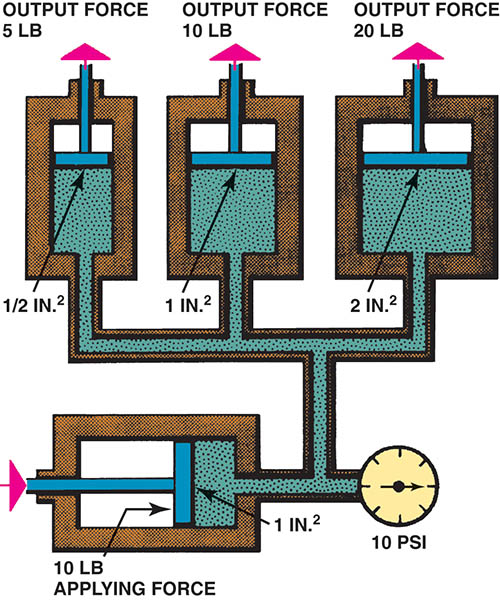 OUTPUT FORCE
5 LB
OUTPUT FORCE
10 LB
OUTPUT FORCE
20 LB
1/2 IN.²
1 IN.²
2 IN.²
1 IN.²
10 LB
APPLYING FORCE
10 PSI